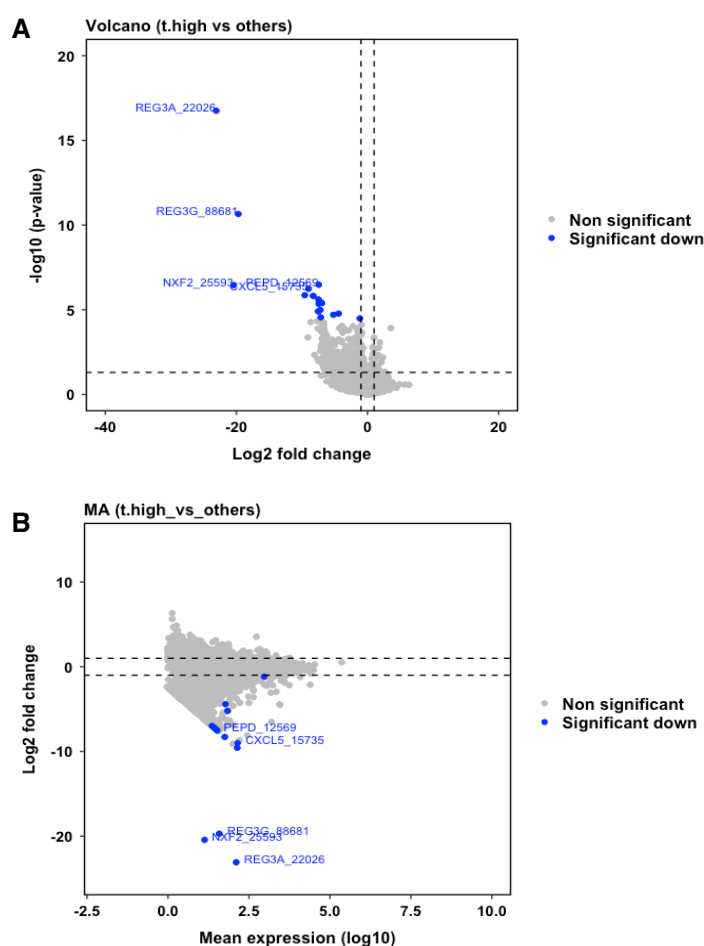 A
Volcano (t.high vs others)
20
15
10
5
0
-log10 (p-value)
REG3A_22026
REG3G_88681
NXF2_25593
PEPD_12569
CXCL5_15735
-40
-20
0
20
Log2 fold change
Non significant
Significant down
B
MA (t.high_vs_others)
10
0
-10
-20
Log2 fold change
PEPD_12569
CXCL5_15735
REG3G_88681
NXF2_25593
REG3A_22026
-2.5
0.0
2.5
5.0
7.5
10.0
Mean expression (log10)
Non significant
Significant down